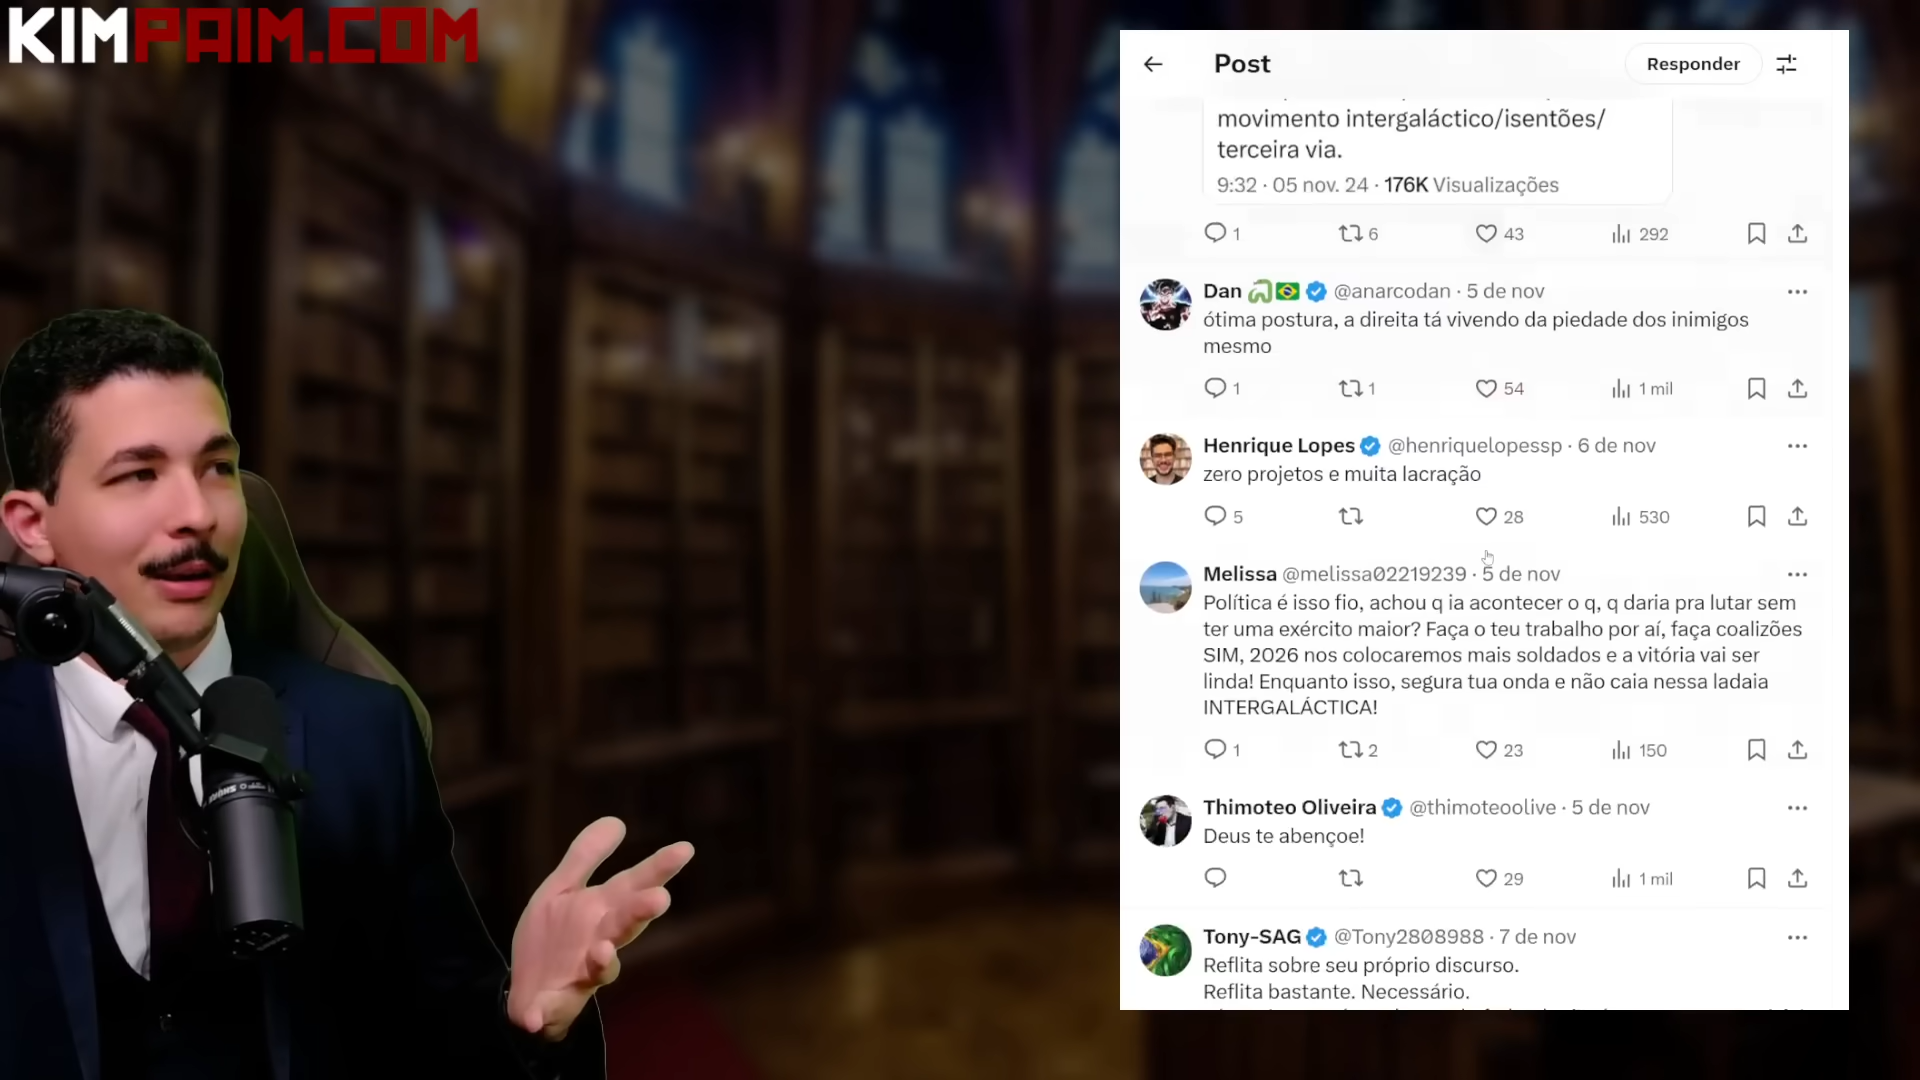 KIMPAIM.COM
Post
Responder
movimento intergaláctico/isentões/
terceira via.
9:32 · 05 nov. 24 · 176K Visualizações
1 6 43 292
Dan @anarcodan · 5 de nov
ótima postura, a direita tá vivendo da piedade dos inimigos
mesmo
1 1 54 1 mil
Henrique Lopes @henriquelopessp · 6 de nov
zero projetos e muita lacração
5 28 530
Melissa @melissa02219239 · 5 de nov
Política é isso fio, achou q ia acontecer o q, q daria pra lutar sem
ter uma exército maior? Faça o teu trabalho por aí, faça coalizões
SIM, 2026 nos colocaremos mais soldados e a vitória vai ser
linda! Enquanto isso, segura tua onda e não caia nessa ladaia
INTERGALÁCTICA!
1 2 23 150
Thimoteo Oliveira @thimoteoolive · 5 de nov
Deus te abençoe!
29 1 mil
Tony-SAG @Tony2808988 · 7 de nov
Reflita sobre seu próprio discurso.
Reflita bastante. Necessário.